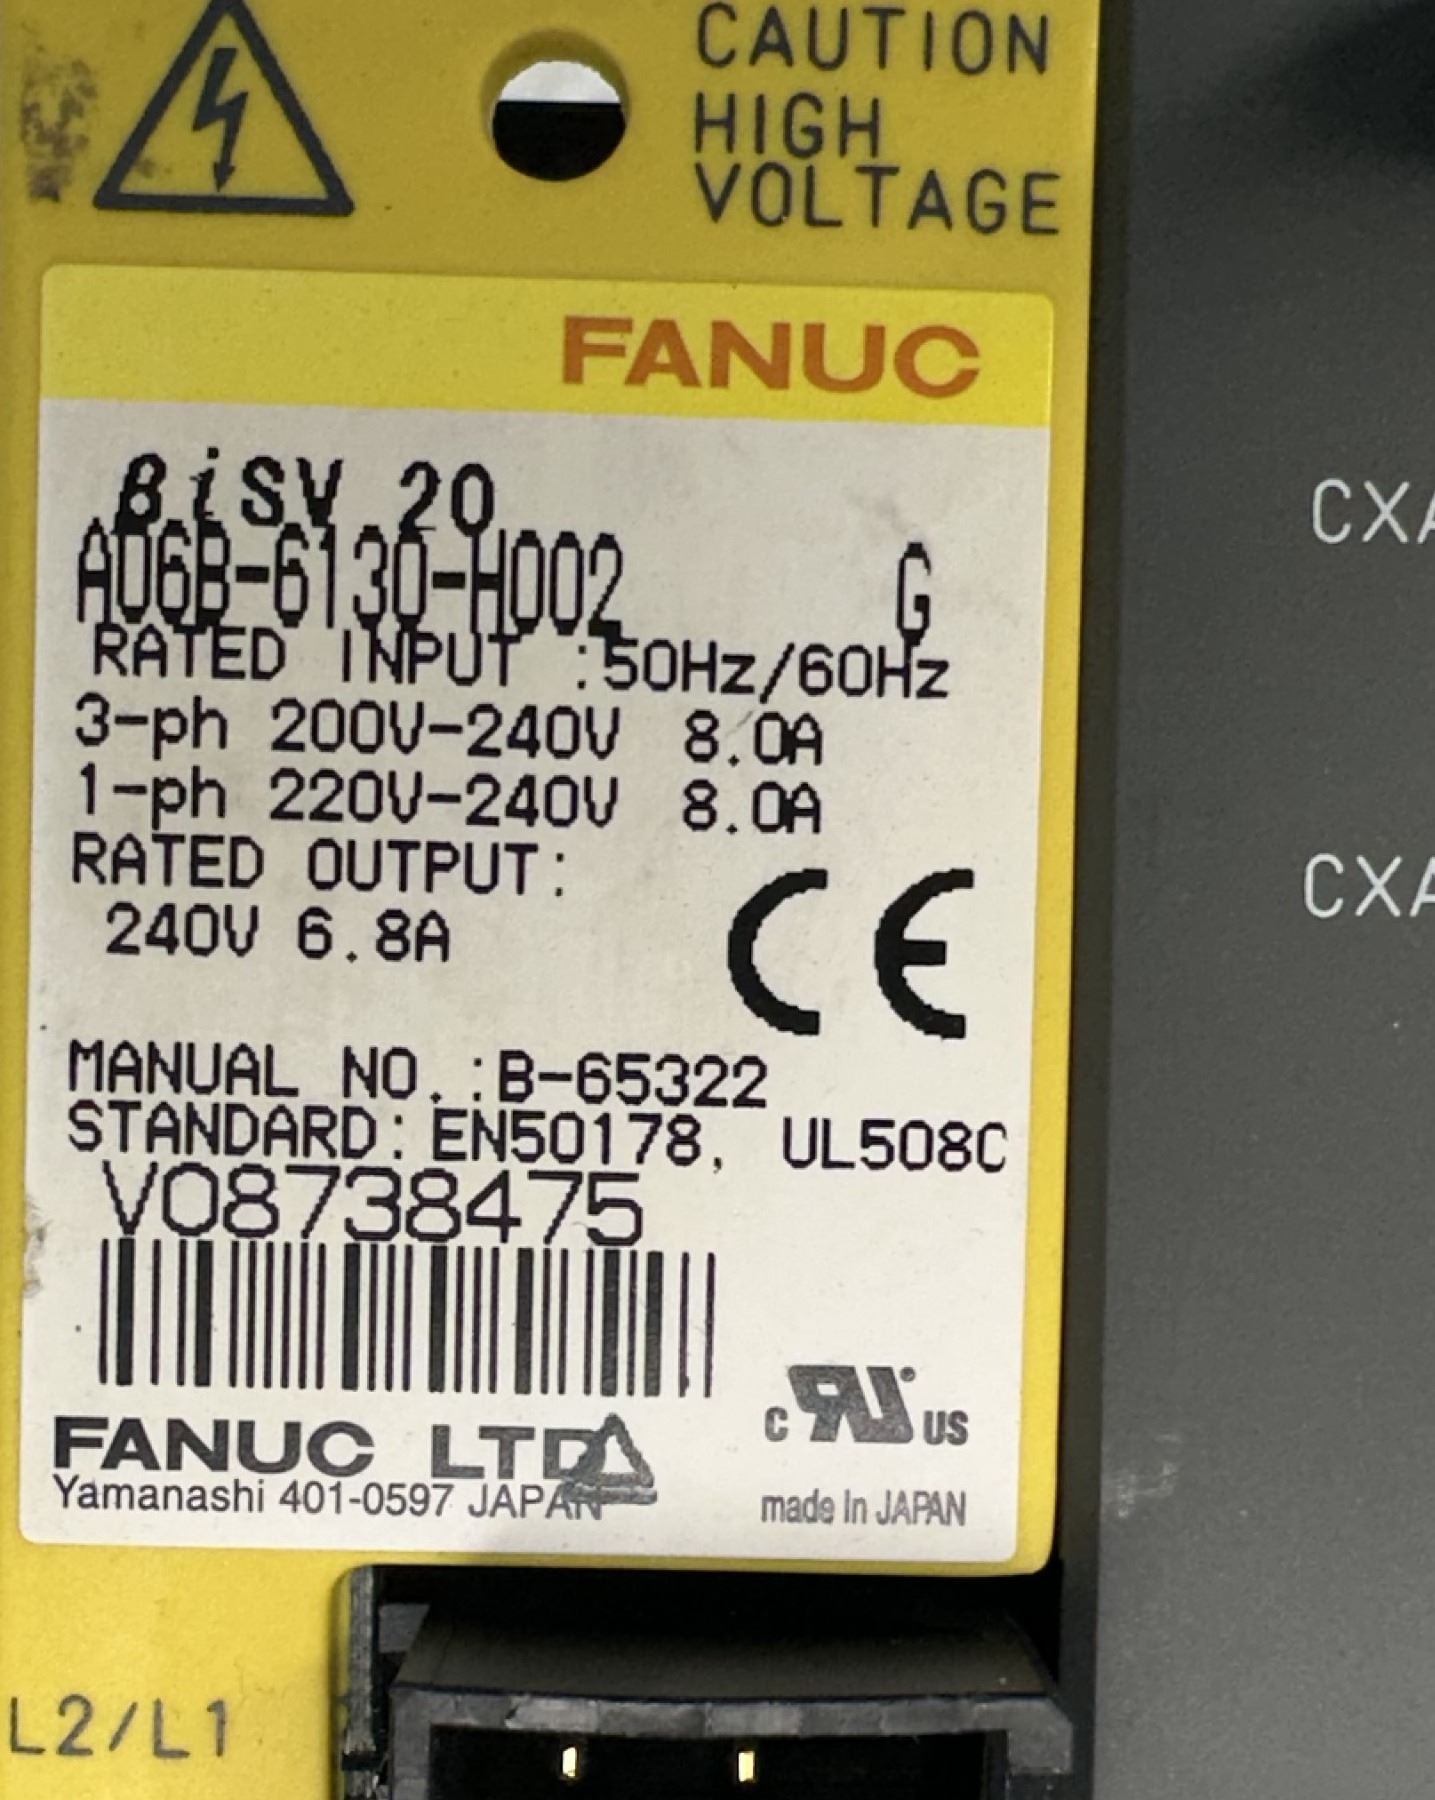 CAUTION
HIGH
VOLTAGE
FANUC
βiSV 20
A06B-6130-H002 G
RATED INPUT :50Hz/60Hz
3-ph 200V-240V 8.0A
1-ph 220V-240V 8.0A
RATED OUTPUT:
240V 6.8A
CE
MANUAL NO.:B-65322
STANDARD:EN50178, UL508C
V08738475
FANUC LTD
Yamanashi 401-0597 JAPAN
c RU US
made in JAPAN
L2/L1
CXA
CXA